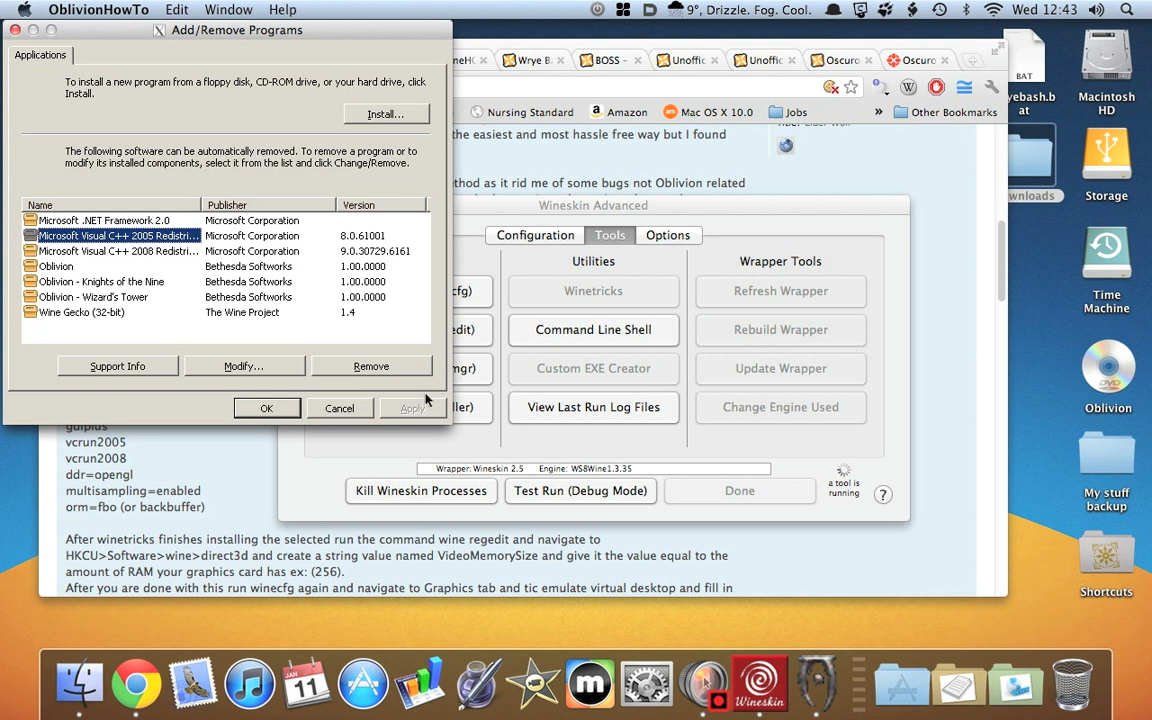 OblivionHowTo Edit Window Help
9°, Drizzle. Fog. Cool.
Wed 12:43
Add/Remove Programs
Applications
To install a new program from a floppy disk, CD-ROM drive, or your hard drive, click
Install.
Install...
The following software can be automatically removed. To remove a program or to
modify its installed components, select it from the list and click Change/Remove.
Name Publisher Version
Microsoft .NET Framework 2.0 Microsoft Corporation
Microsoft Visual C++ 2005 Redistri... Microsoft Corporation 8.0.61001
Microsoft Visual C++ 2008 Redistri... Microsoft Corporation 9.0.30729.6161
Oblivion Bethesda Softworks 1.00.0000
Oblivion - Knights of the Nine Bethesda Softworks 1.00.0000
Oblivion - Wizard's Tower Bethesda Softworks 1.00.0000
Wine Gecko (32-bit) The Wine Project 1.4
Support Info Modify... Remove
OK Cancel Apply
Wrye B. BOSS – Unoffic Unoffic Oscuro Oscuro
Nursing Standard Amazon Mac OS X 10.0 Jobs » Other Bookmarks
the easiest and most hassle free way but I found
thod as it rid me of some bugs not Oblivion related
Wineskin Advanced
Configuration Tools Options
Utilities Wrapper Tools
cfg) Winetricks Refresh Wrapper
edit) Command Line Shell Rebuild Wrapper
mgr) Custom EXE Creator Update Wrapper
ller) View Last Run Log Files Change Engine Used
Wrapper: Wineskin 2.5 Engine: WS8Wine1.3.35
a tool is
running
Kill Wineskin Processes Test Run (Debug Mode) Done ?
gdiplus
vcrun2005
vcrun2008
ddr=opengl
multisampling=enabled
orm=fbo (or backbuffer)
After winetricks finishes installing the selected run the command wine regedit and navigate to
HKCU>Software>wine>direct3d and create a string value named VideoMemorySize and give it the value equal to the
amount of RAM your graphics card has ex: (256).
After you are done with this run winecfg again and navigate to Graphics tab and tic emulate virtual desktop and fill in
BAT
yebash.b
at
wnloads
Macintosh
HD
Storage
Time
Machine
Oblivion
My stuff
backup
Shortcuts
JAN
11
m
Wineskin